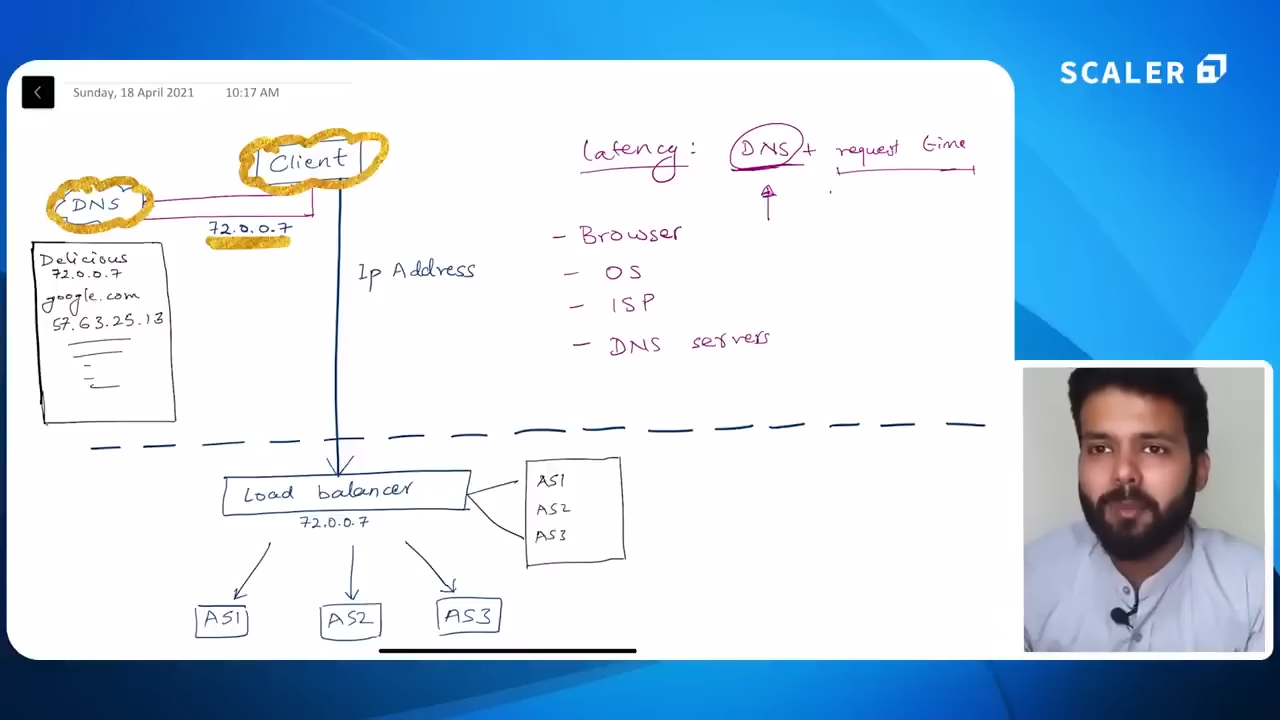 SCALER
Sunday, 18 April 2021 10:17 AM
Client
DNS
72.0.0.7
Delicious
72.0.0.7
google.com
57.63.25.13
Ip Address
Latency: DNS + request time
- Browser
- OS
- ISP
- DNS servers
Load balancer
72.0.0.7
AS1
AS2
AS3
AS1 AS2 AS3